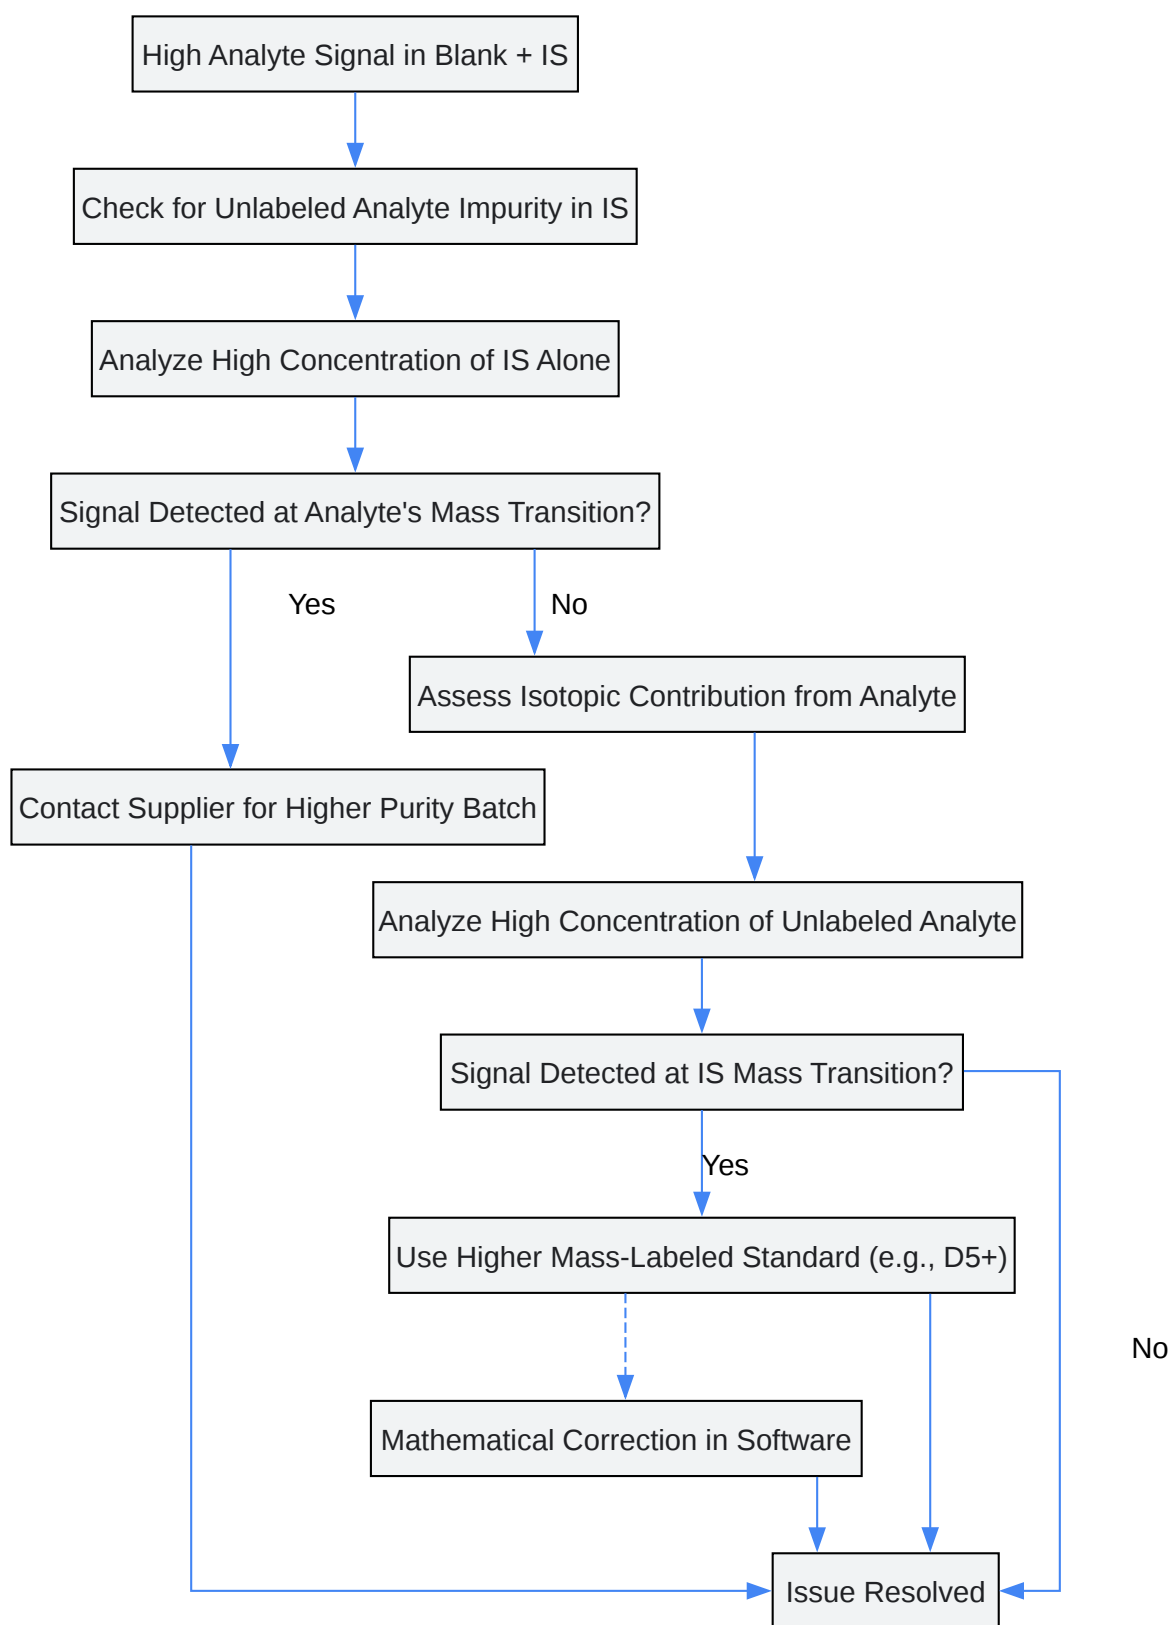 High Analyte Signal in Blank + IS
Check for Unlabeled Analyte Impurity in IS
Analyze High Concentration of IS Alone
Signal Detected at Analyte's Mass Transition?
Yes
No
Assess Isotopic Contribution from Analyte
Contact Supplier for Higher Purity Batch
Analyze High Concentration of Unlabeled Analyte
Signal Detected at IS Mass Transition?
Yes
Use Higher Mass-Labeled Standard (e.g., D5+)
No
Mathematical Correction in Software
Issue Resolved